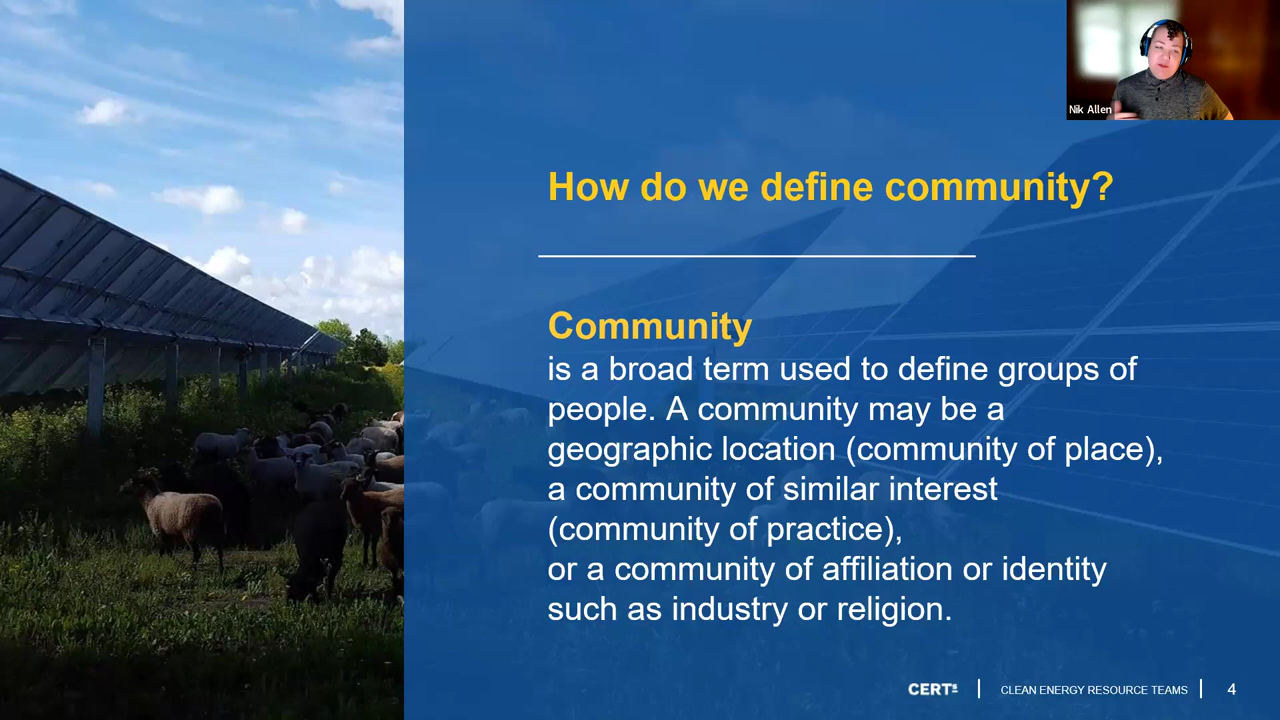 Nik Allen
How do we define community?
Community
is a broad term used to define groups of
people. A community may be a
geographic location (community of place),
a community of similar interest
(community of practice),
or a community of affiliation or identity
such as industry or religion.
CERTs | CLEAN ENERGY RESOURCE TEAMS | 4